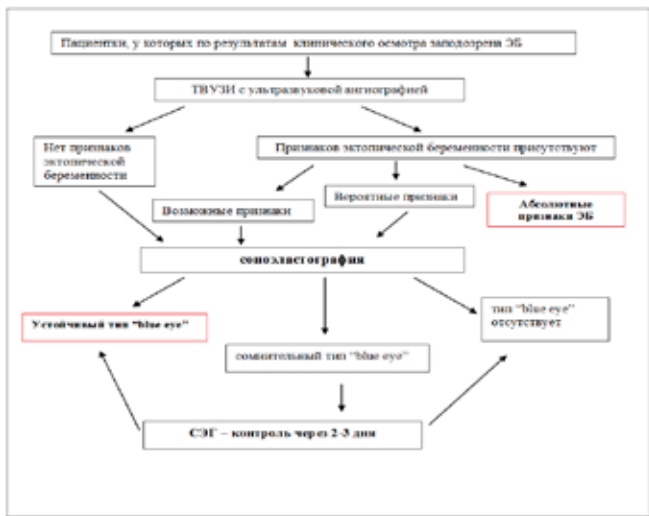 Пациентки, у которых по результатам клинического осмотра заподозрена ЭБ
ТВУЗИ с ультразвуковой ангиографией
Нет признаков
эктопической
беременности
Признаков эктопической беременности присутствуют
Возможные признаки
Вероятные признаки
Абсолютные
признаки ЭБ
соноэластография
Устойчивый тип "blue eye"
сомнительный тип "blue eye"
тип "blue eye"
отсутствует
СЭГ – контроль через 2-3 дня